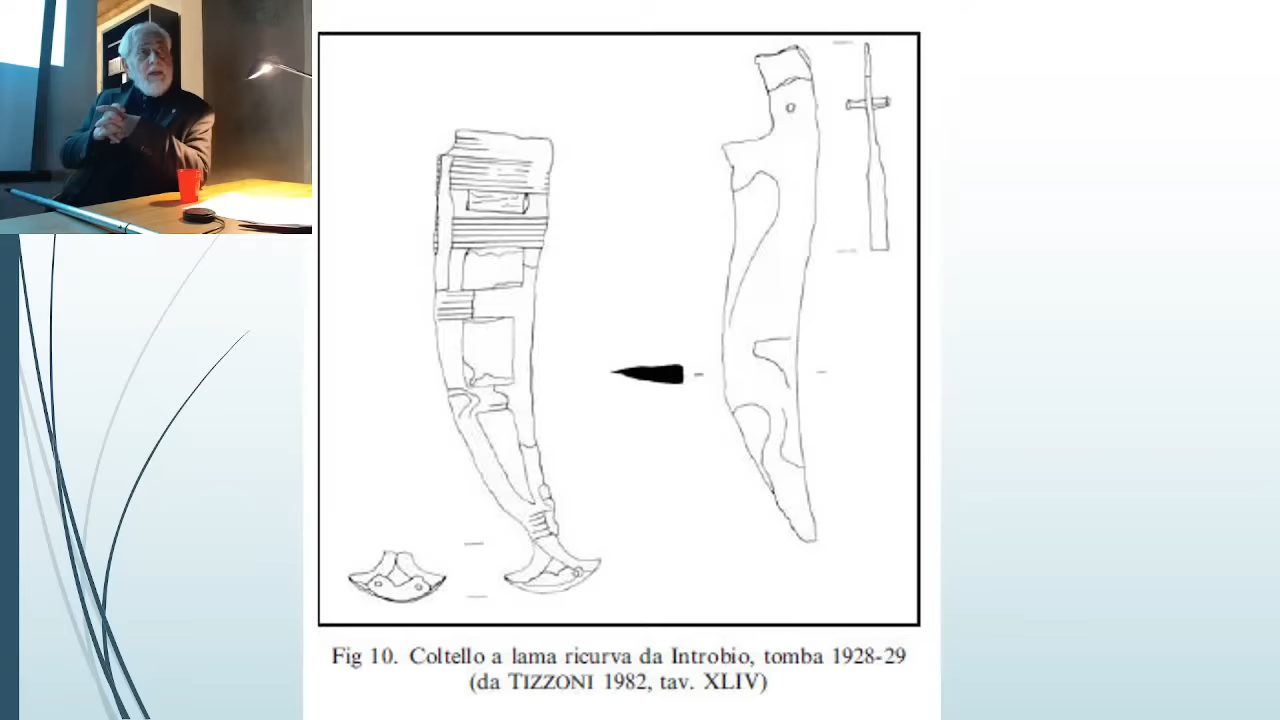 Fig 10. Coltello a lama ricurva da Introbio, tomba 1928-29
(da TIZZONI 1982, tav. XLIV)